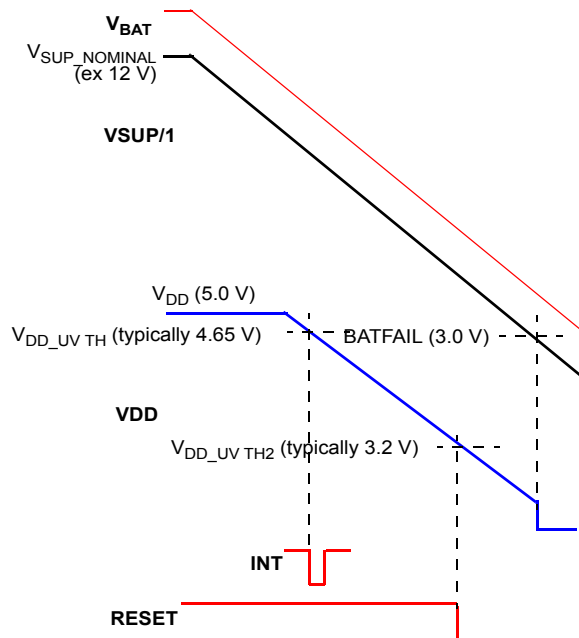 VBAT
VSUP_NOMINAL
(ex 12 V)
VSUP/1
VDD (5.0 V)
VDD_UV TH (typically 4.65 V)
BATFAIL (3.0 V)
VDD
VDD_UV TH2 (typically 3.2 V)
INT
RESET